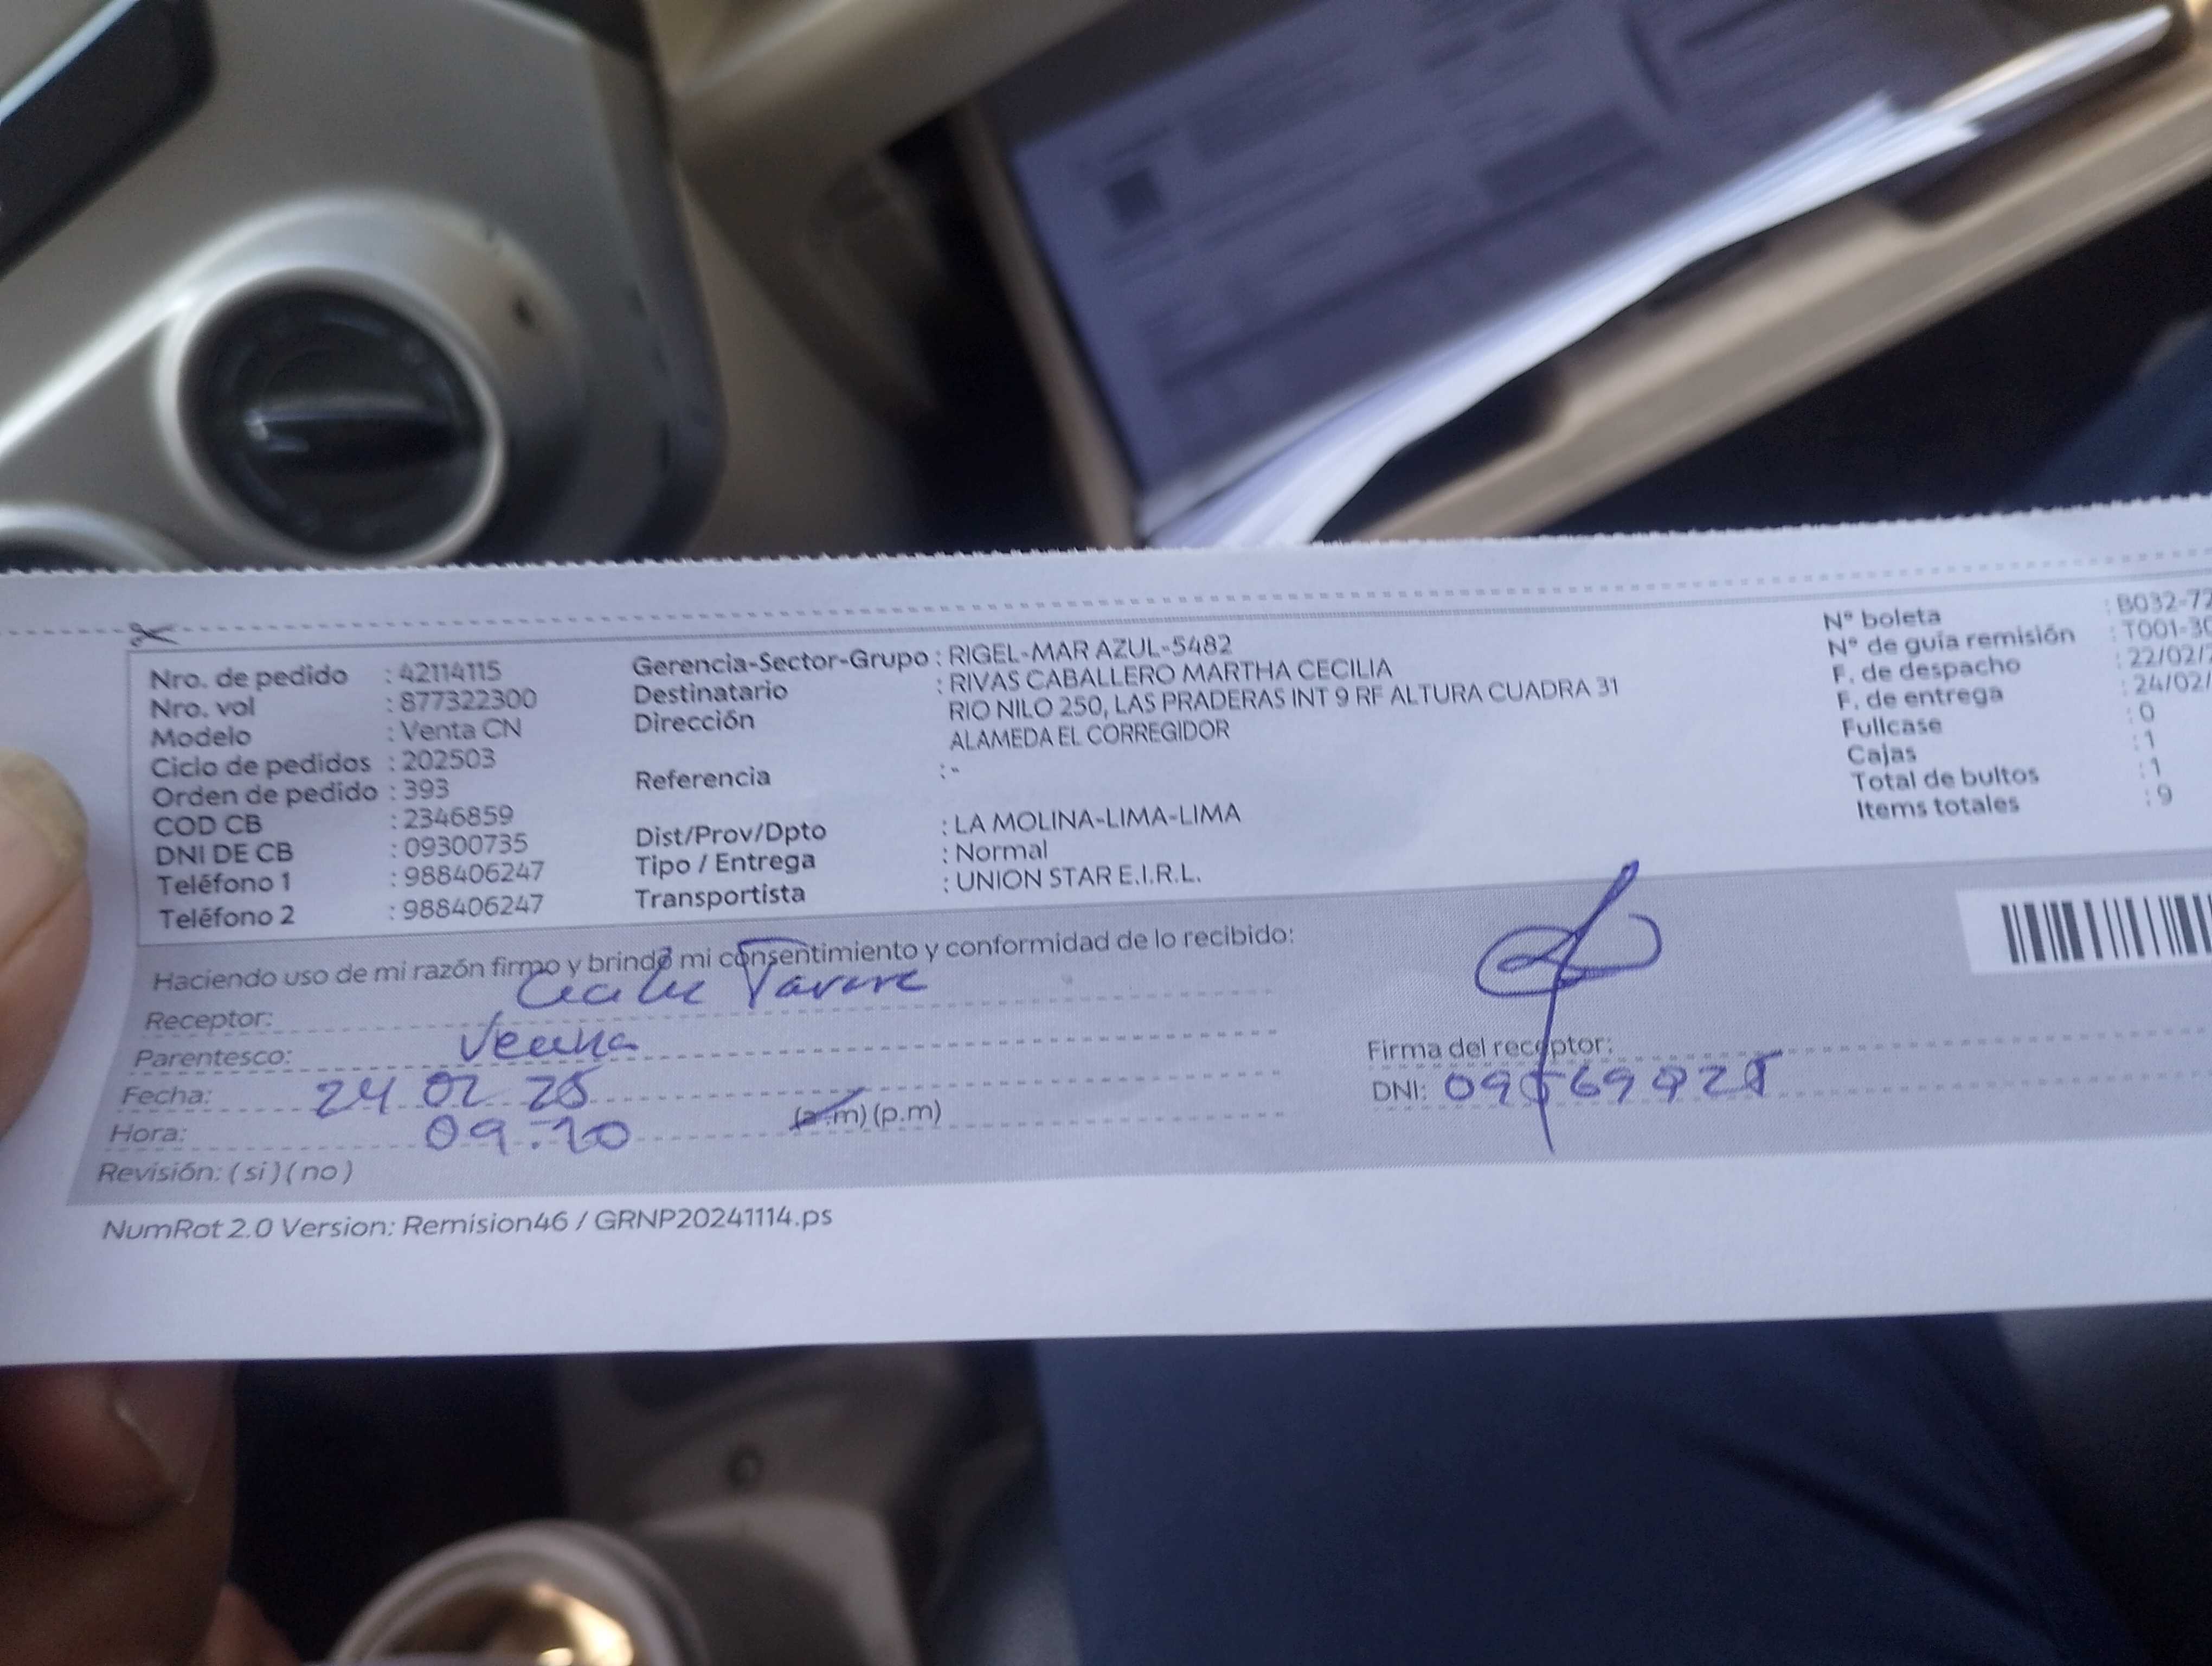 Nro. de pedido : 42114115
Nro. vol : 877322300
Modelo : Venta CN
Ciclo de pedidos : 202503
Orden de pedido : 393
COD CB : 2346859
DNI DE CB : 09300735
Teléfono 1 : 988406247
Teléfono 2 : 988406247
Gerencia-Sector-Grupo : RIGEL-MAR AZUL-5482
Destinatario : RIVAS CABALLERO MARTHA CECILIA
Dirección RIO NILO 250, LAS PRADERAS INT 9 RF ALTURA CUADRA 31
ALAMEDA EL CORREGIDOR
Referencia : -
Dist/Prov/Dpto : LA MOLINA-LIMA-LIMA
Tipo / Entrega : Normal
Transportista : UNION STAR E.I.R.L.
N° boleta : B032-72
N° de guía remisión : T001-30
F. de despacho : 22/02/2
F. de entrega : 24/02/
Fullcase : 0
Cajas : 1
Total de bultos : 1
Items totales : 9
Haciendo uso de mi razón firmo y brindo mi consentimiento y conformidad de lo recibido:
Receptor:
Parentesco:
Fecha: 24 02 25
Hora: 09:10 (a.m) (p.m)
Revisión: ( si ) ( no )
Firma del receptor:
DNI:
NumRot 2.0 Version: Remision46 / GRNP20241114.ps